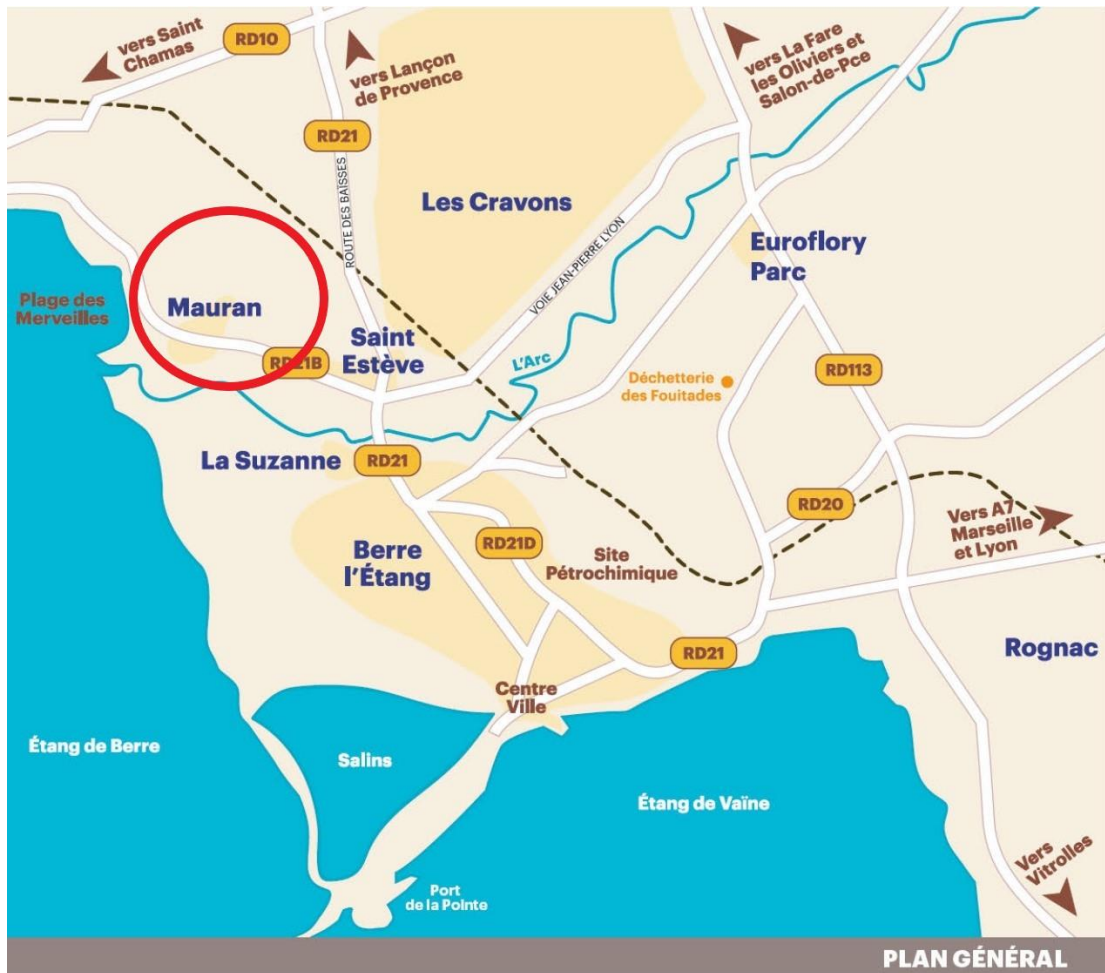 vers Saint
Chamas
RD10
vers Lançon
de Provence
vers La Fare
les Oliviers et
Salon-de-Pce
RD21
ROUTE DES BAÏSSES
Les Cravons
VOIE JEAN-PIERRE LYON
Euroflory
Parc
Plage des
Merveilles
Mauran
Saint
Estève
RD21B
L'Arc
Déchetterie
des Fouitades
RD113
La Suzanne
RD21
RD20
Vers A7
Marseille
et Lyon
RD21D
Berre
l'Étang
Site
Pétrochimique
Rognac
RD21
Centre
Ville
Étang de Berre
Salins
Étang de Vaïne
Port
de la Pointe
Vers
Vitrolles
PLAN GÉNÉRAL